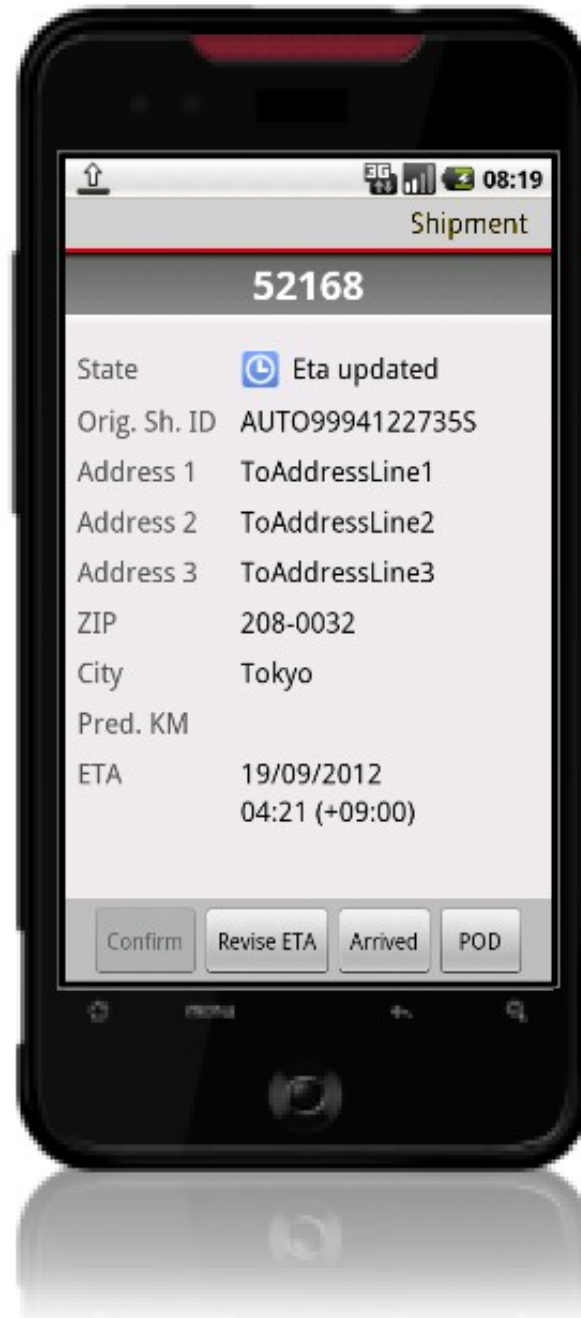 3G 08:19
Shipment
52168
State Eta updated
Orig. Sh. ID AUTO9994122735S
Address 1 ToAddressLine1
Address 2 ToAddressLine2
Address 3 ToAddressLine3
ZIP 208-0032
City Tokyo
Pred. KM
ETA 19/09/2012
04:21 (+09:00)
Confirm Revise ETA Arrived POD
menu